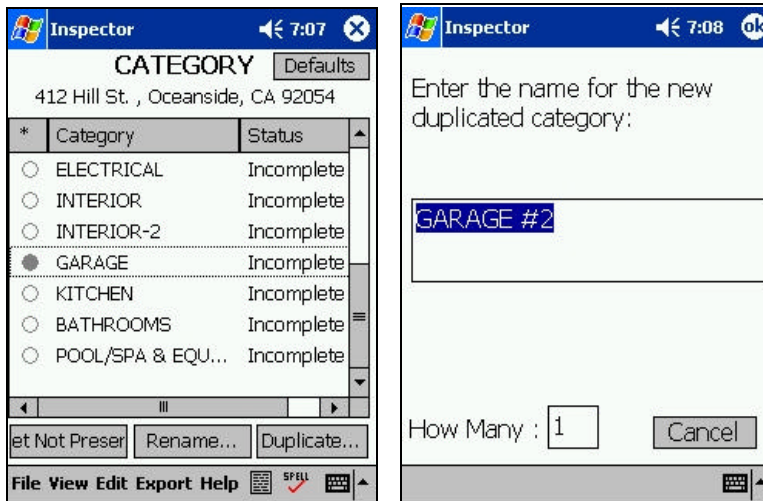 Inspector 7:07
CATEGORY Defaults
412 Hill St. , Oceanside, CA 92054
* Category Status
ELECTRICAL Incomplete
INTERIOR Incomplete
INTERIOR-2 Incomplete
GARAGE Incomplete
KITCHEN Incomplete
BATHROOMS Incomplete
POOL/SPA & EQU... Incomplete
et Not Preser Rename... Duplicate...
File View Edit Export Help SPELL
Inspector 7:08 ok
Enter the name for the new
duplicated category:
GARAGE #2
How Many : 1 Cancel